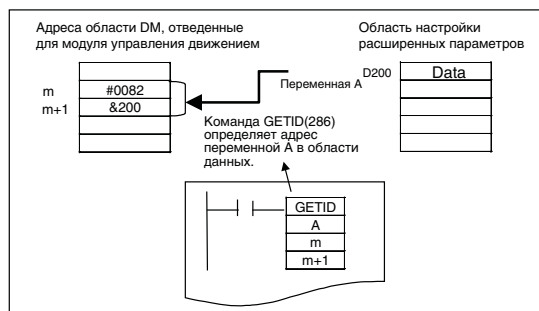 Адреса области DM, отведенные
для модуля управления движением
Область настройки
расширенных параметров
m #0082
m+1 &200
Переменная A
D200 Data
Команда GETID(286)
определяет адрес
переменной A в области
данных.
GETID
A
m
m+1